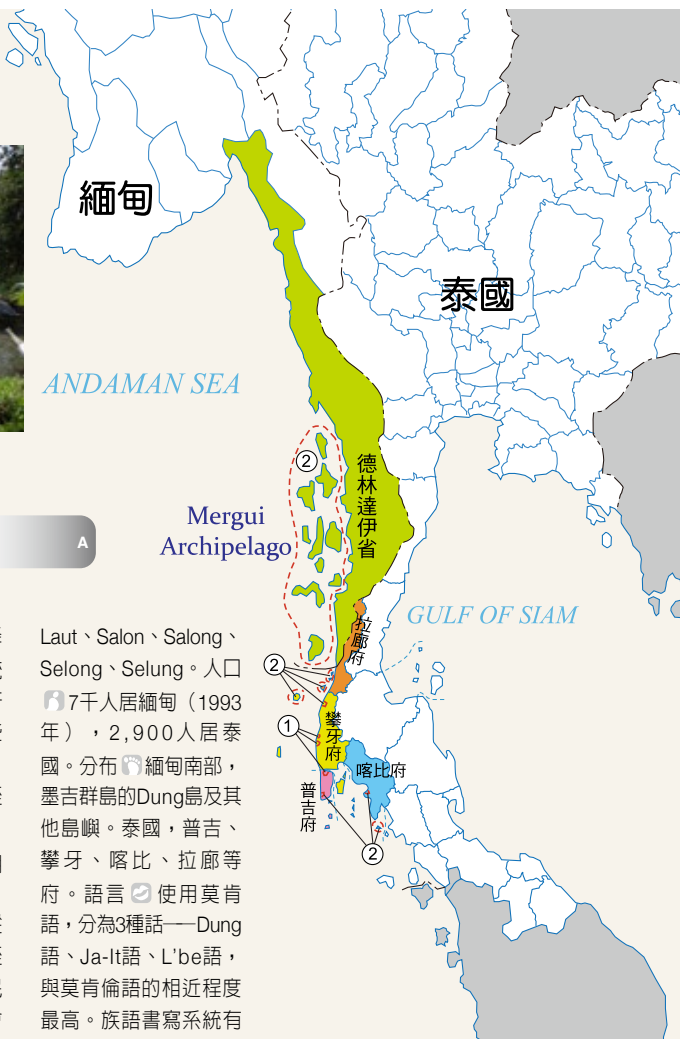 緬甸
泰國
ANDAMAN SEA
②
德林達伊省
Mergui
Archipelago
A
GULF OF SIAM
拉廊府
②
①
攀牙府
喀比府
普吉府
②
Laut、Salon、Salong、
Selong、Selung。人口
7千人居緬甸（1993
年），2,900人居泰
國。分布緬甸南部，
墨吉群島的Dung島及其
他島嶼。泰國，普吉、
攀牙、喀比、拉廊等
府。語言使用莫肯
語，分為3種話──Dung
語、Ja-It語、L'be語，
與莫肯倫語的相近程度
最高。族語書寫系統有